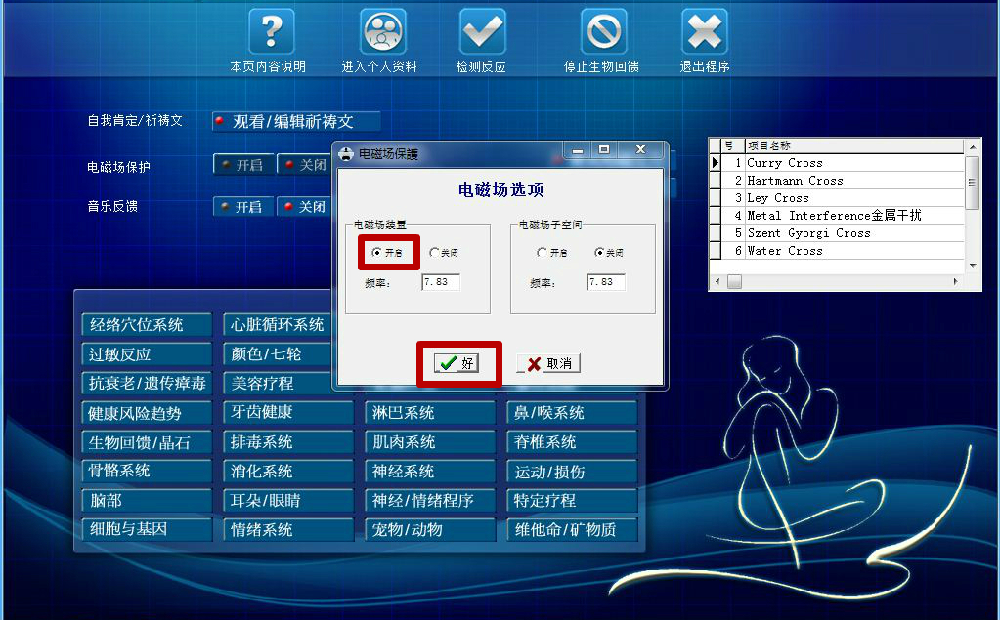 本页内容说明 进入个人资料 检测反应 停止生物回馈 退出程序
自我肯定/祈祷文 观看/编辑祈祷文
电磁场保护 开启 关闭
音乐反馈 开启 关闭
电磁场保護
电磁场选项
电磁场装置
开启 关闭
频率: 7.83
电磁场子空间
开启 关闭
频率: 7.83
好 取消
号 项目名称
1 Curry Cross
2 Hartmann Cross
3 Ley Cross
4 Metal Interference金属干扰
5 Szent Gyorgi Cross
6 Water Cross
经络穴位系统 心脏循环系统
过敏反应 颜色/七轮
抗衰老/遗传瘴毒 美容疗程
健康风险趋势 牙齿健康 淋巴系统 鼻/喉系统
生物回馈/晶石 排毒系统 肌肉系统 脊椎系统
骨骼系统 消化系统 神经系统 运动/损伤
脑部 耳朵/眼睛 神经/情绪程序 特定疗程
细胞与基因 情绪系统 宠物/动物 维他命/矿物质